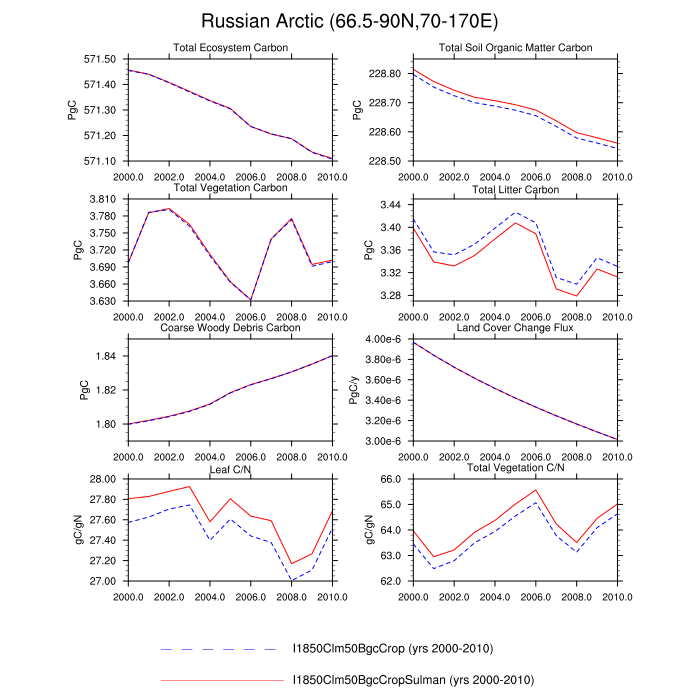 Russian Arctic (66.5-90N,70-170E)
Total Ecosystem Carbon
PgC
571.50
571.40
571.30
571.20
571.10
2000.0 2002.0 2004.0 2006.0 2008.0 2010.0
Total Soil Organic Matter Carbon
PgC
228.80
228.70
228.60
228.50
2000.0 2002.0 2004.0 2006.0 2008.0 2010.0
Total Vegetation Carbon
PgC
3.810
3.780
3.750
3.720
3.690
3.660
3.630
2000.0 2002.0 2004.0 2006.0 2008.0 2010.0
Total Litter Carbon
PgC
3.44
3.40
3.36
3.32
3.28
2000.0 2002.0 2004.0 2006.0 2008.0 2010.0
Coarse Woody Debris Carbon
PgC
1.84
1.82
1.80
2000.0 2002.0 2004.0 2006.0 2008.0 2010.0
Land Cover Change Flux
PgC/y
4.00e-6
3.80e-6
3.60e-6
3.40e-6
3.20e-6
3.00e-6
2000.0 2002.0 2004.0 2006.0 2008.0 2010.0
Leaf C/N
gC/gN
28.00
27.80
27.60
27.40
27.20
27.00
2000.0 2002.0 2004.0 2006.0 2008.0 2010.0
Total Vegetation C/N
gC/gN
66.0
65.0
64.0
63.0
62.0
2000.0 2002.0 2004.0 2006.0 2008.0 2010.0
I1850Clm50BgcCrop (yrs 2000-2010)
I1850Clm50BgcCropSulman (yrs 2000-2010)